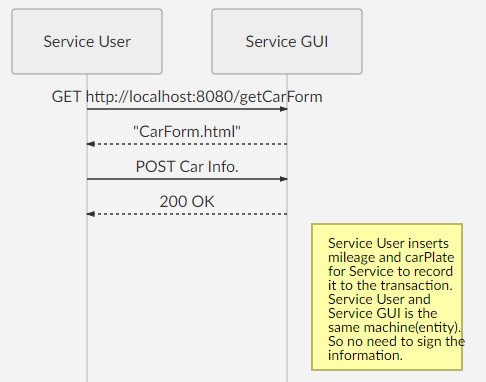 Service User
Service GUI
GET http://localhost:8080/getCarForm
"CarForm.html"
POST Car Info.
200 OK
Service User inserts
mileage and carPlate
for Service to record
it to the transaction.
Service User and
Service GUI is the
same machine(entity).
So no need to sign the
information.